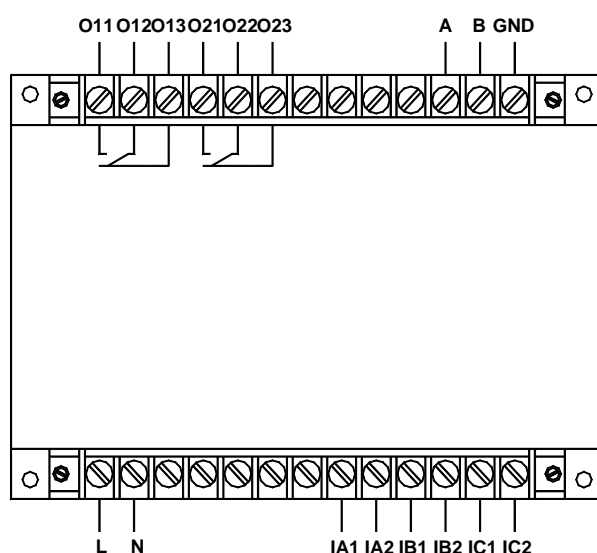 O11 O12 O13 O21 O22 O23 A B GND
L N IA1 IA2 IB1 IB2 IC1 IC2